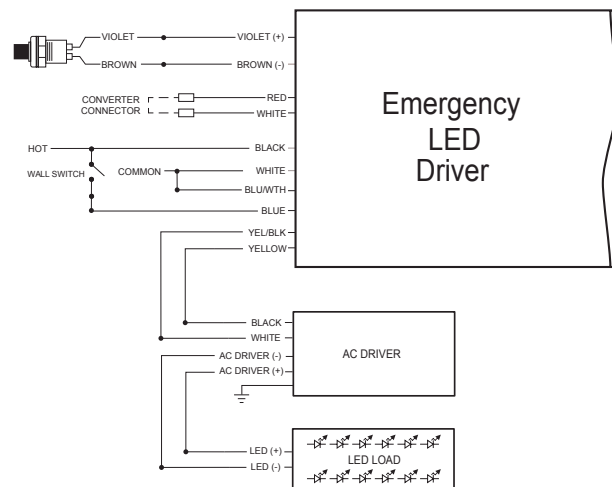 VIOLET VIOLET (+)
BROWN BROWN (-)
CONVERTER
CONNECTOR
RED
WHITE
Emergency
LED
Driver
HOT BLACK
WALL SWITCH COMMON WHITE
BLU/WTH
BLUE
YEL/BLK
YELLOW
BLACK
WHITE
AC DRIVER (-)
AC DRIVER (+)
AC DRIVER
LED (+)
LED (-)
LED LOAD